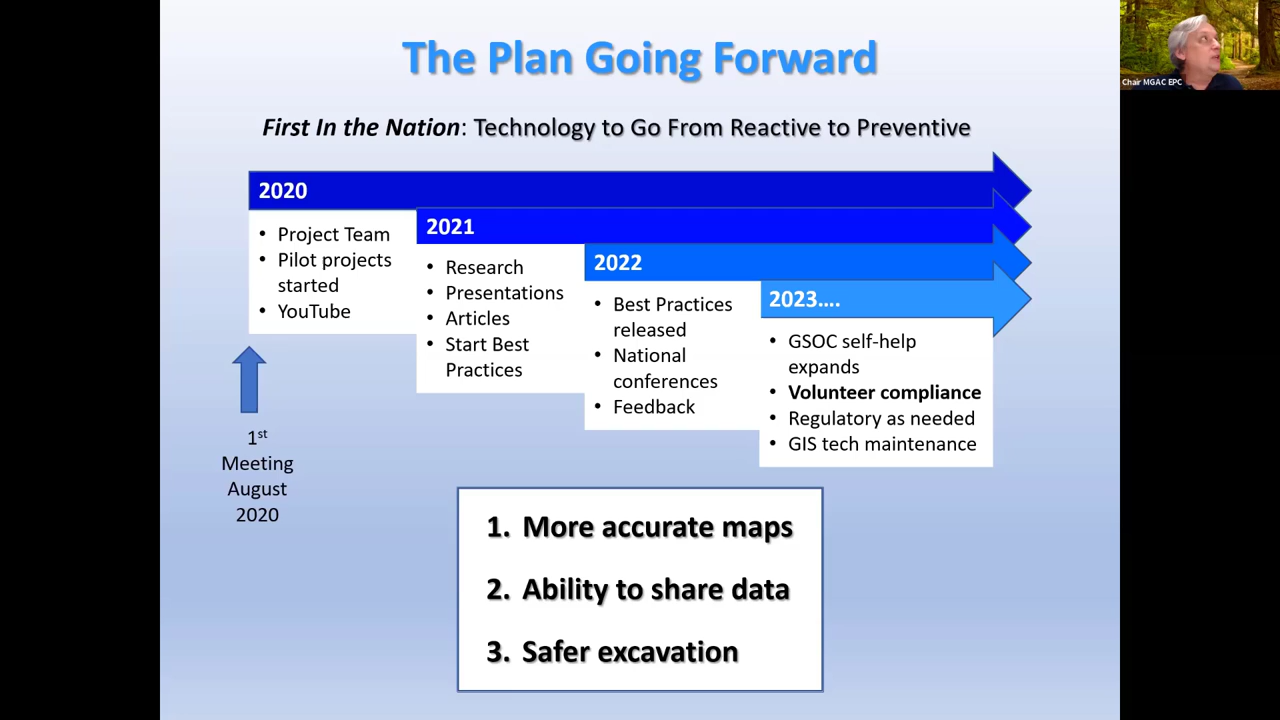 The Plan Going Forward
Chair MGAC EPC
First In the Nation: Technology to Go From Reactive to Preventive
2020
• Project Team
• Pilot projects
started
• YouTube
2021
• Research
• Presentations
• Articles
• Start Best
Practices
2022
• Best Practices
released
• National
conferences
• Feedback
2023....
• GSOC self-help
expands
• Volunteer compliance
• Regulatory as needed
• GIS tech maintenance
1st
Meeting
August
2020
1. More accurate maps
2. Ability to share data
3. Safer excavation